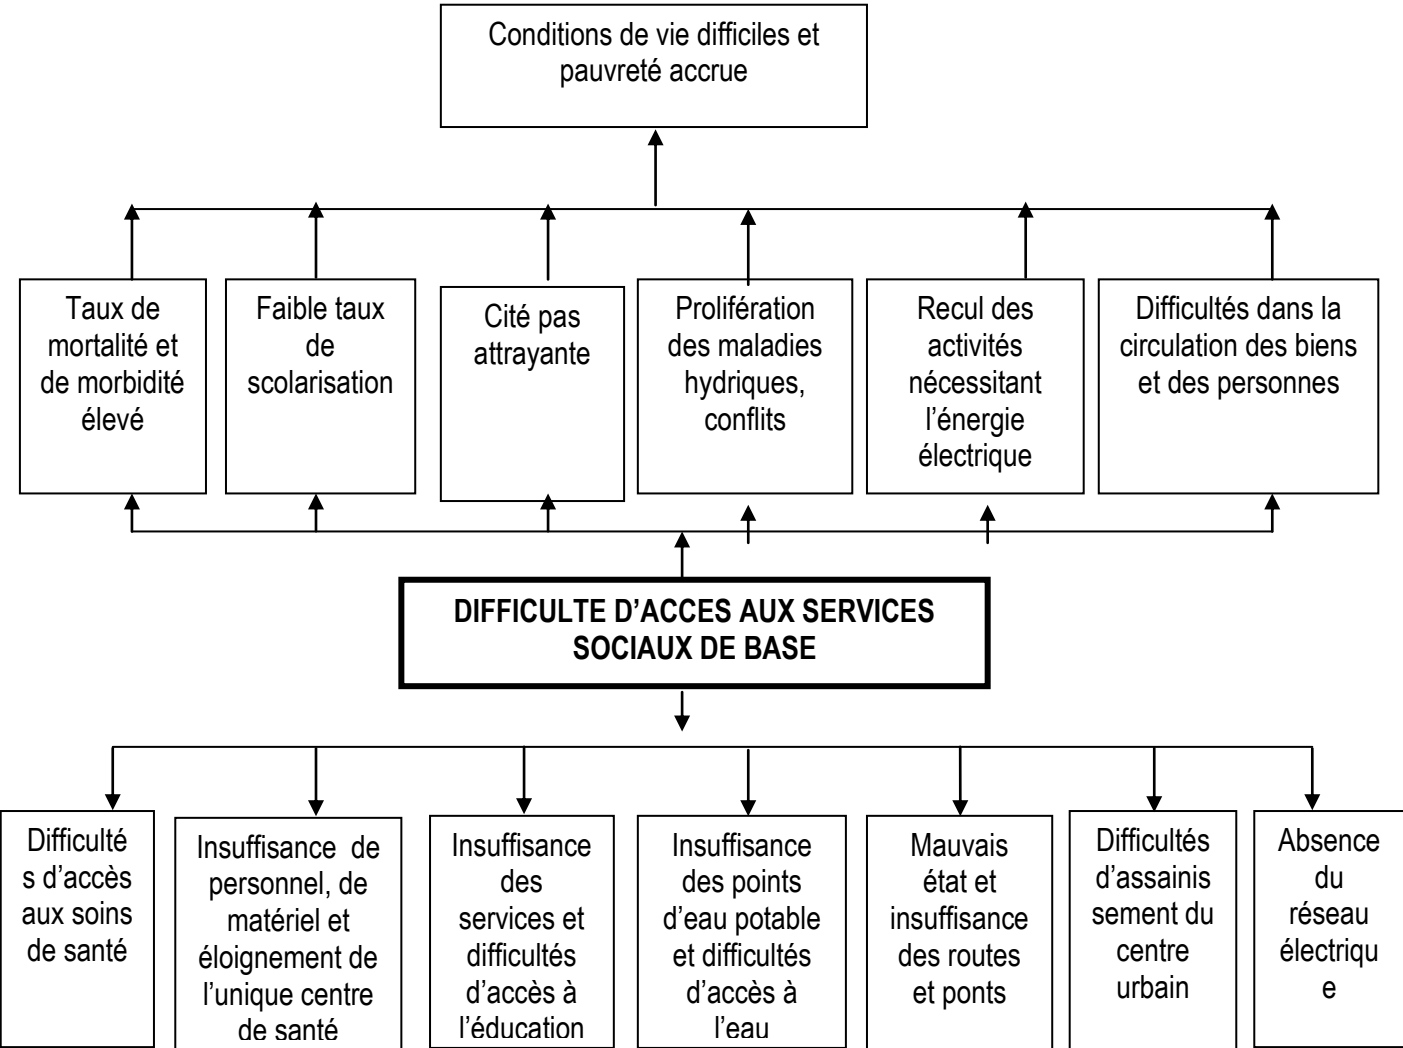 Conditions de vie difficiles et
pauvreté accrue
Taux de
mortalité et
de morbidité
élevé
Faible taux
de
scolarisation
Cité pas
attrayante
Prolifération
des maladies
hydriques,
conflits
Recul des
activités
nécessitant
l’énergie
électrique
Difficultés dans la
circulation des biens
et des personnes
DIFFICULTE D’ACCES AUX SERVICES
SOCIAUX DE BASE
Difficulté
s d’accès
aux soins
de santé
Insuffisance de
personnel, de
matériel et
éloignement de
l’unique centre
de santé
Insuffisance
des
services et
difficultés
d’accès à
l’éducation
Insuffisance
des points
d’eau potable
et difficultés
d’accès à
l’eau
Mauvais
état et
insuffisance
des routes
et ponts
Difficultés
d’assainis
sement du
centre
urbain
Absence
du
réseau
électriqu
e